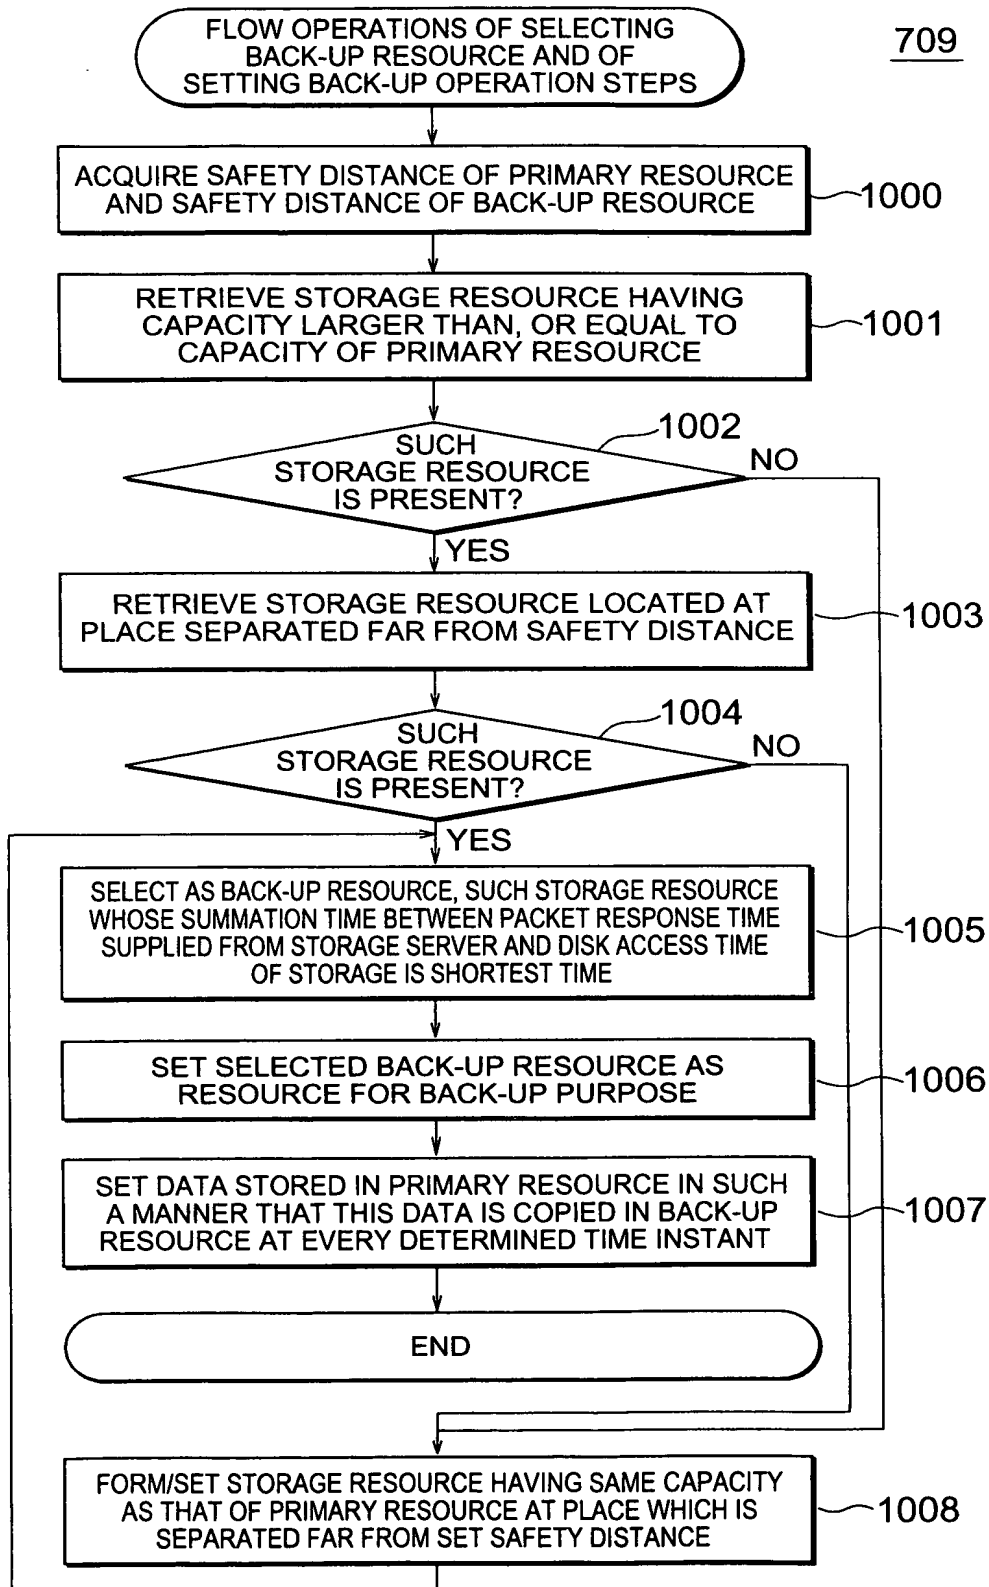 FLOW OPERATIONS OF SELECTING
BACK-UP RESOURCE AND OF
SETTING BACK-UP OPERATION STEPS
709
ACQUIRE SAFETY DISTANCE OF PRIMARY RESOURCE
AND SAFETY DISTANCE OF BACK-UP RESOURCE
1000
RETRIEVE STORAGE RESOURCE HAVING
CAPACITY LARGER THAN, OR EQUAL TO
CAPACITY OF PRIMARY RESOURCE
1001
SUCH
STORAGE RESOURCE
IS PRESENT?
1002
NO
YES
RETRIEVE STORAGE RESOURCE LOCATED AT
PLACE SEPARATED FAR FROM SAFETY DISTANCE
1003
SUCH
STORAGE RESOURCE
IS PRESENT?
1004
NO
YES
SELECT AS BACK-UP RESOURCE, SUCH STORAGE RESOURCE
WHOSE SUMMATION TIME BETWEEN PACKET RESPONSE TIME
SUPPLIED FROM STORAGE SERVER AND DISK ACCESS TIME
OF STORAGE IS SHORTEST TIME
1005
SET SELECTED BACK-UP RESOURCE AS
RESOURCE FOR BACK-UP PURPOSE
1006
SET DATA STORED IN PRIMARY RESOURCE IN SUCH
A MANNER THAT THIS DATA IS COPIED IN BACK-UP
RESOURCE AT EVERY DETERMINED TIME INSTANT
1007
END
FORM/SET STORAGE RESOURCE HAVING SAME CAPACITY
AS THAT OF PRIMARY RESOURCE AT PLACE WHICH IS
SEPARATED FAR FROM SET SAFETY DISTANCE
1008